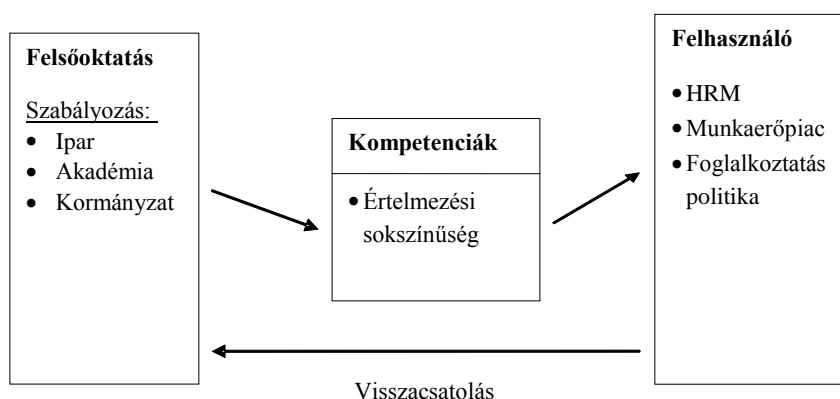 Felsőoktatás
Szabályozás:
• Ipar
• Akadémia
• Kormányzat
Kompetenciák
• Értelmezési
sokszínűség
Felhasználó
• HRM
• Munkaerőpiac
• Foglalkoztatás
politika
Visszacsatolás